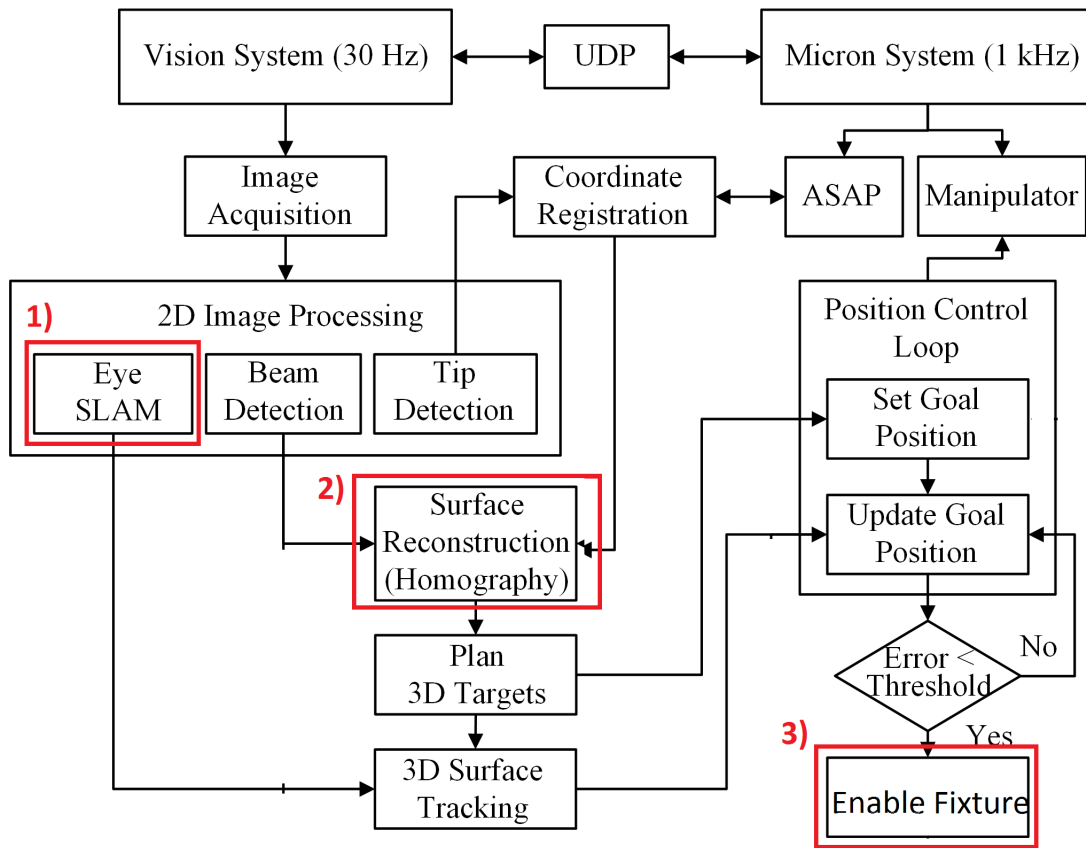 Vision System (30 Hz)
UDP
Micron System (1 kHz)
Image
Acquisition
Coordinate
Registration
ASAP
Manipulator
1)
2D Image Processing
Eye
SLAM
Beam
Detection
Tip
Detection
Position Control
Loop
Set Goal
Position
2)
Surface
Reconstruction
(Homography)
Update Goal
Position
Plan
3D Targets
Error <
Threshold
No
Yes
3)
3D Surface
Tracking
Enable Fixture